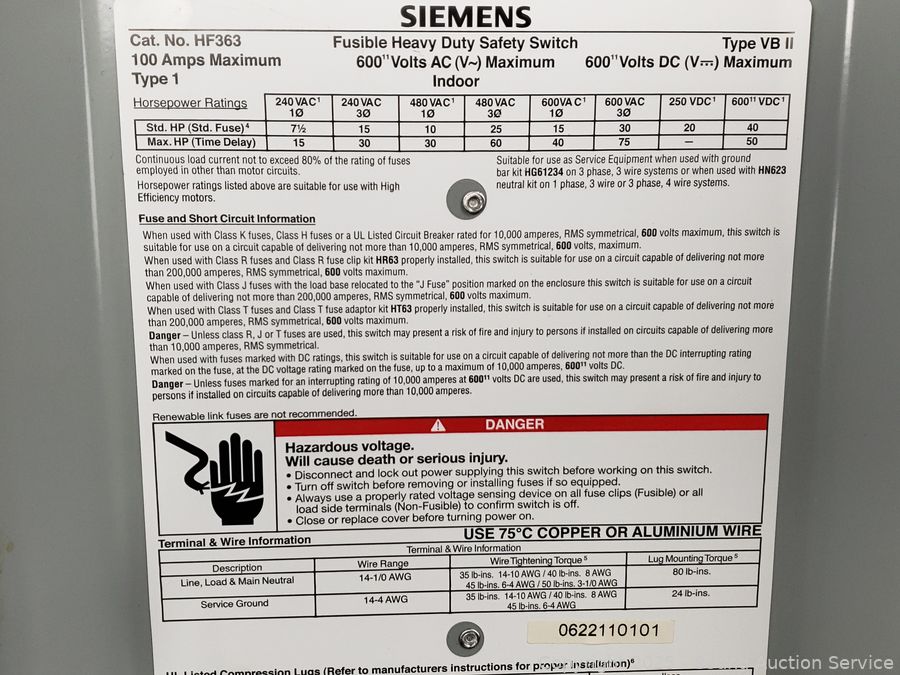 SIEMENS
Cat. No. HF363 Fusible Heavy Duty Safety Switch Type VB II
100 Amps Maximum 600¹¹Volts AC (V~) Maximum 600¹¹Volts DC (V⎓) Maximum
Type 1 Indoor
Horsepower Ratings 240 VAC¹ 1Ø 240 VAC 3Ø 480 VAC¹ 1Ø 480 VAC 3Ø 600VAC¹ 1Ø 600 VAC 3Ø 250 VDC¹ 600¹¹ VDC¹
Std. HP (Std. Fuse)⁴ 7½ 15 10 25 15 30 20 40
Max. HP (Time Delay) 15 30 30 60 40 75 — 50
Continuous load current not to exceed 80% of the rating of fuses
employed in other than motor circuits.
Horsepower ratings listed above are suitable for use with High
Efficiency motors.
Suitable for use as Service Equipment when used with ground
bar kit HG61234 on 3 phase, 3 wire systems or when used with HN623
neutral kit on 1 phase, 3 wire or 3 phase, 4 wire systems.
Fuse and Short Circuit Information
When used with Class K fuses, Class H fuses or a UL Listed Circuit Breaker rated for 10,000 amperes, RMS symmetrical, 600 volts maximum, this switch is
suitable for use on a circuit capable of delivering not more than 10,000 amperes, RMS symmetrical, 600 volts, maximum.
When used with Class R fuses and Class R fuse clip kit HR63 properly installed, this switch is suitable for use on a circuit capable of delivering not more
than 200,000 amperes, RMS symmetrical, 600 volts maximum.
When used with Class J fuses with the load base relocated to the "J Fuse" position marked on the enclosure this switch is suitable for use on a circuit
capable of delivering not more than 200,000 amperes, RMS symmetrical, 600 volts maximum.
When used with Class T fuses and Class T fuse adaptor kit HT63 properly installed, this switch is suitable for use on a circuit capable of delivering not more
than 200,000 amperes, RMS symmetrical, 600 volts maximum.
Danger – Unless class R, J or T fuses are used, this switch may present a risk of fire and injury to persons if installed on circuits capable of delivering more
than 10,000 amperes, RMS symmetrical.
When used with fuses marked with DC ratings, this switch is suitable for use on a circuit capable of delivering not more than the DC interrupting rating
marked on the fuse, at the DC voltage rating marked on the fuse, up to a maximum of 10,000 amperes, 600¹¹ volts DC.
Danger – Unless fuses marked for an interrupting rating of 10,000 amperes at 600¹¹ volts DC are used, this switch may present a risk of fire and injury to
persons if installed on circuits capable of delivering more than 10,000 amperes.
Renewable link fuses are not recommended.
DANGER
Hazardous voltage.
Will cause death or serious injury.
• Disconnect and lock out power supplying this switch before working on this switch.
• Turn off switch before removing or installing fuses if so equipped.
• Always use a properly rated voltage sensing device on all fuse clips (Fusible) or all
load side terminals (Non-Fusible) to confirm switch is off.
• Close or replace cover before turning power on.
Terminal & Wire Information USE 75°C COPPER OR ALUMINIUM WIRE
Terminal & Wire Information
Description Wire Range Wire Tightening Torque ⁵ Lug Mounting Torque ⁵
Line, Load & Main Neutral 14-1/0 AWG 35 lb-ins. 14-10 AWG / 40 lb-ins. 8 AWG 80 lb-ins.
45 lb-ins. 6-4 AWG / 50 lb-ins. 3-1/0 AWG
Service Ground 14-4 AWG 35 lb-ins. 14-10 AWG / 40 lb-ins. 8 AWG 24 lb-ins.
45 lb-ins. 6-4 AWG
0622110101
UL Listed Compression Lugs (Refer to manufacturers instructions for proper installation)⁶
Service